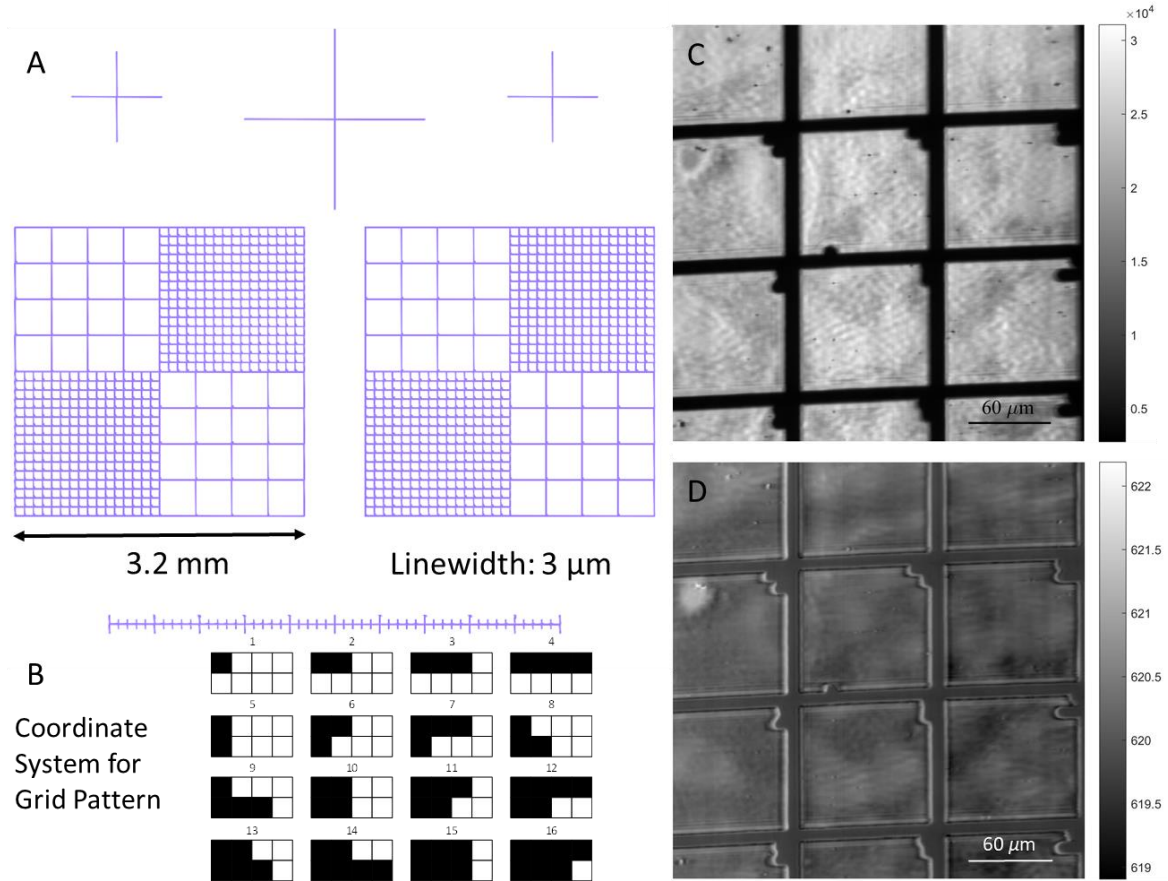 A
3.2 mm
Linewidth: 3 µm
B
Coordinate
System for
Grid Pattern
1 2 3 4
5 6 7 8
9 10 11 12
13 14 15 16
C
60 µm
×10⁴
3
2.5
2
1.5
1
0.5
D
60 µm
622
621.5
621
620.5
620
619.5
619